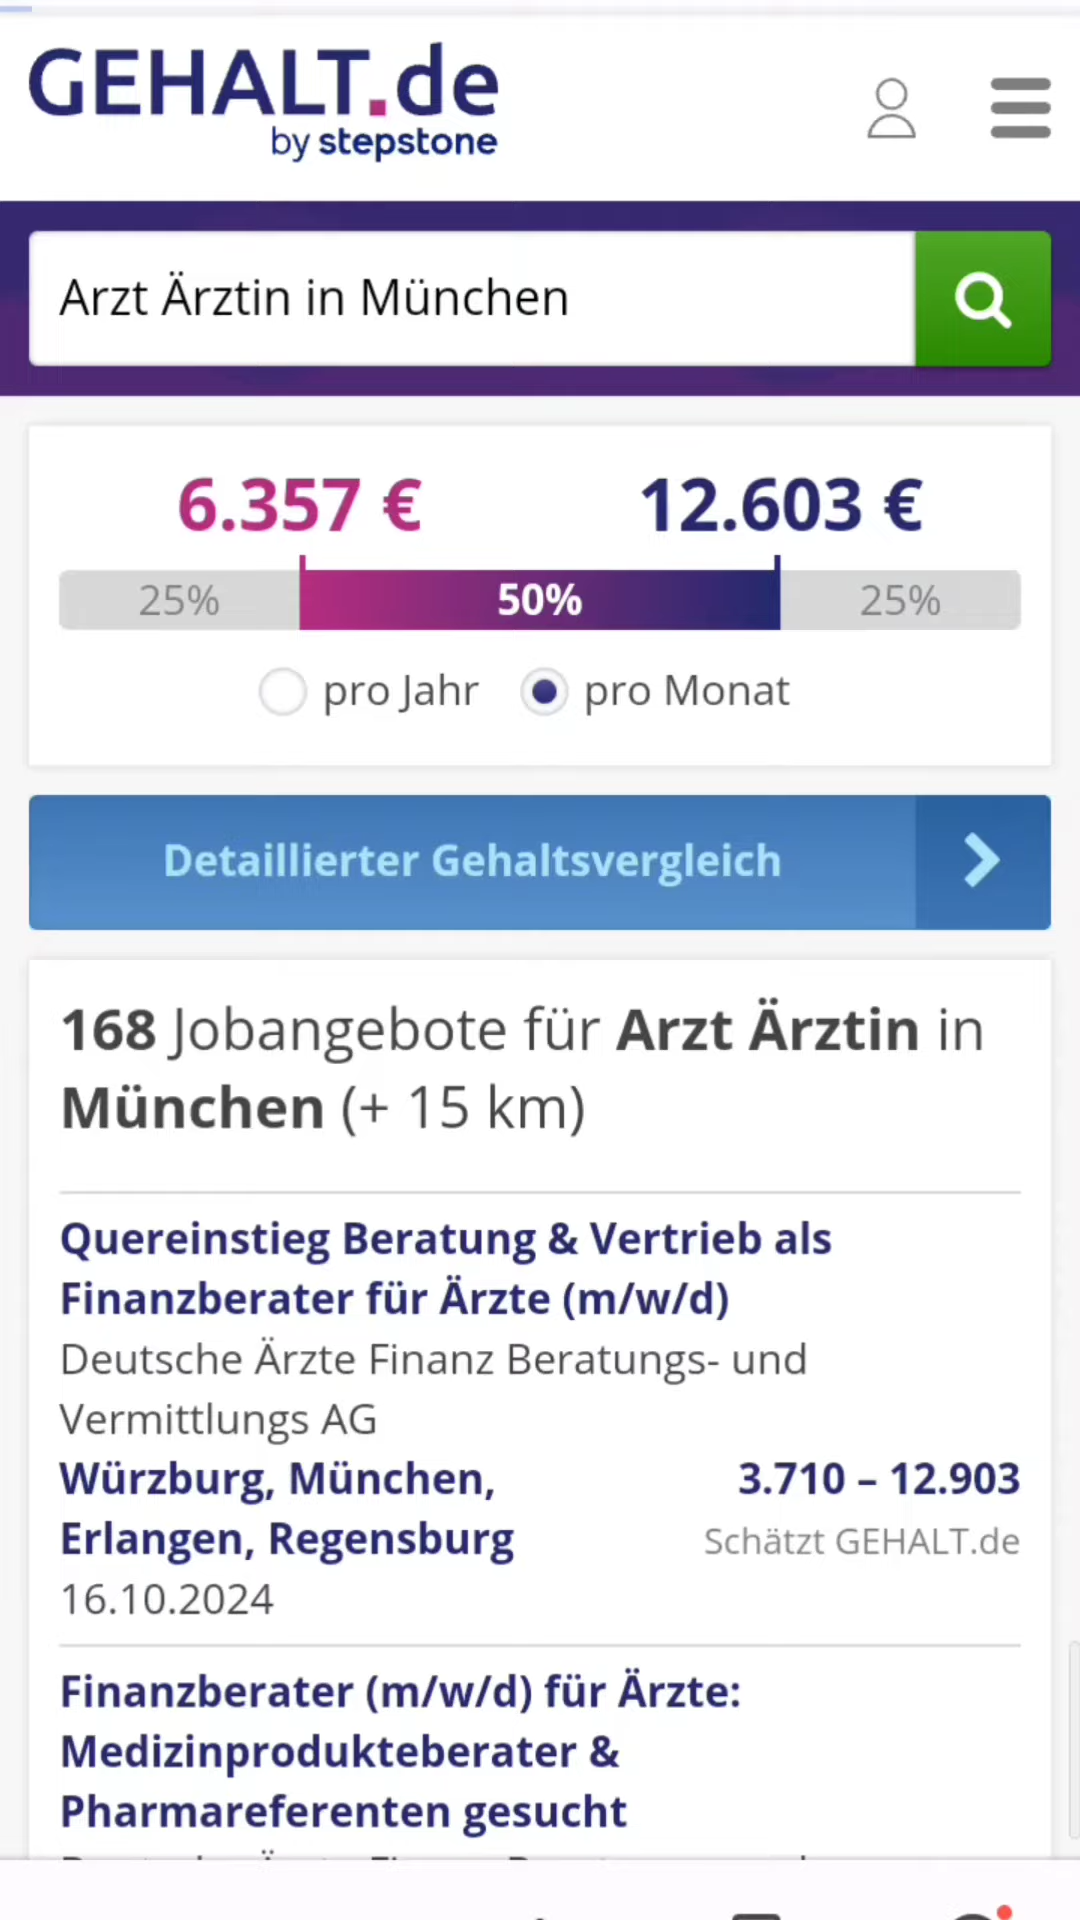 GEHALT.de
by stepstone
Arzt Ärztin in München
6.357 €
12.603 €
25%
50%
25%
pro Jahr
pro Monat
Detaillierter Gehaltsvergleich
168 Jobangebote für Arzt Ärztin in
München (+ 15 km)
Quereinstieg Beratung & Vertrieb als
Finanzberater für Ärzte (m/w/d)
Deutsche Ärzte Finanz Beratungs- und
Vermittlungs AG
Würzburg, München,
Erlangen, Regensburg
3.710 – 12.903
Schätzt GEHALT.de
16.10.2024
Finanzberater (m/w/d) für Ärzte:
Medizinprodukteberater &
Pharmareferenten gesucht